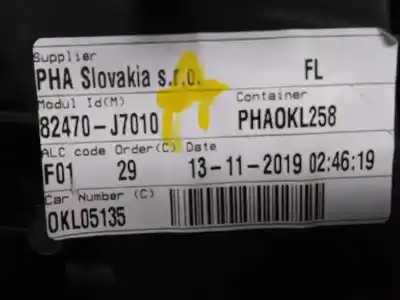 Supplier
PHA Slovakia s.r.o. FL
Modul Id(M) Container
82470-J7010 PHAOKL258
ALC code Order(C) Date
F01 29 13-11-2019 02:46:19
Car Number (C)
OKL05135